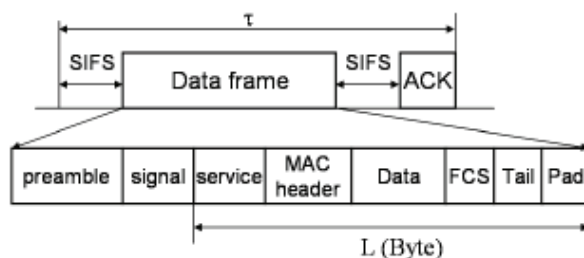 τ
SIFS
Data frame
SIFS
ACK
preamble
signal
service
MAC
header
Data
FCS
Tail
Pad
L (Byte)